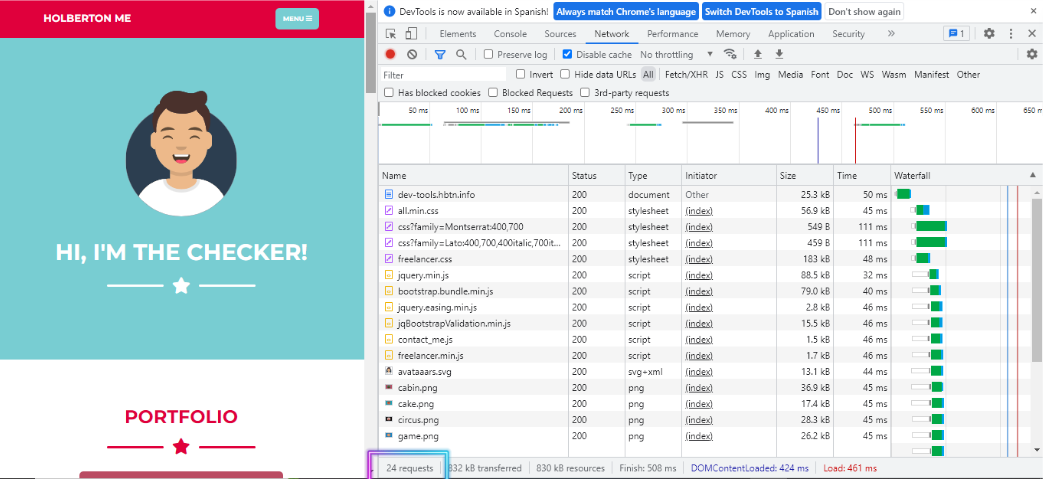 HOLBERTON ME
MENU
HI, I'M THE CHECKER!
PORTFOLIO
DevTools is now available in Spanish! Always match Chrome's language Switch DevTools to Spanish Don't show again
Elements Console Sources Network Performance Memory Application Security » 1
Preserve log Disable cache No throttling
Filter Invert Hide data URLs All Fetch/XHR JS CSS Img Media Font Doc WS Wasm Manifest Other
Has blocked cookies Blocked Requests 3rd-party requests
50 ms 100 ms 150 ms 200 ms 250 ms 300 ms 350 ms 400 ms 450 ms 500 ms 550 ms 600 ms
Name Status Type Initiator Size Time Waterfall
dev-tools.hbtn.info 200 document Other 25.3 kB 50 ms
all.min.css 200 stylesheet (index) 56.9 kB 45 ms
css?family=Montserrat:400,700 200 stylesheet (index) 549 B 111 ms
css?family=Lato:400,700,400italic,700it... 200 stylesheet (index) 459 B 111 ms
freelancer.css 200 stylesheet (index) 183 kB 48 ms
jquery.min.js 200 script (index) 88.5 kB 32 ms
bootstrap.bundle.min.js 200 script (index) 79.0 kB 40 ms
jquery.easing.min.js 200 script (index) 2.8 kB 46 ms
jqBootstrapValidation.min.js 200 script (index) 15.5 kB 46 ms
contact_me.js 200 script (index) 1.5 kB 46 ms
freelancer.min.js 200 script (index) 1.7 kB 46 ms
avataaars.svg 200 svg+xml (index) 13.1 kB 44 ms
cabin.png 200 png (index) 36.9 kB 45 ms
cake.png 200 png (index) 17.4 kB 45 ms
circus.png 200 png (index) 28.3 kB 45 ms
game.png 200 png (index) 26.2 kB 45 ms
24 requests 832 kB transferred 830 kB resources Finish: 508 ms DOMContentLoaded: 424 ms Load: 461 ms